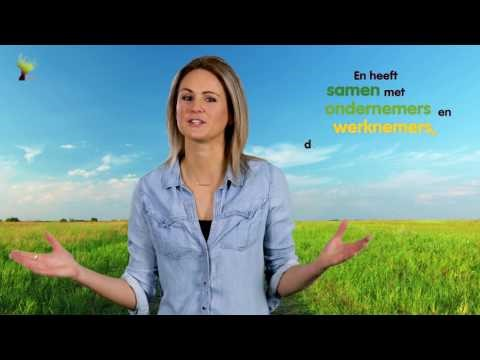 En heeft
samen met
ondernemers en
werknemers,
d